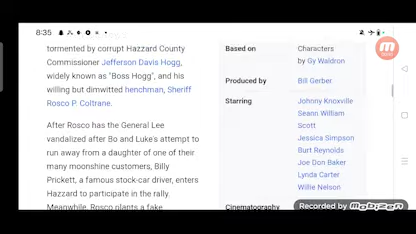 8:35
tormented by corrupt Hazzard County
Commissioner Jefferson Davis Hogg,
widely known as "Boss Hogg", and his
willing but dimwitted henchman, Sheriff
Rosco P. Coltrane.
After Rosco has the General Lee
vandalized after Bo and Luke's attempt to
run away from a daughter of one of their
many moonshine customers, Billy
Prickett, a famous stock-car driver, enters
Hazzard to participate in the rally.
Meanwhile, Rosco plants a fake
Based on
Characters
by Gy Waldron
Produced by
Bill Gerber
Starring
Johnny Knoxville
Seann William
Scott
Jessica Simpson
Burt Reynolds
Joe Don Baker
Lynda Carter
Willie Nelson
Cinematography
Recorded by Mobizen